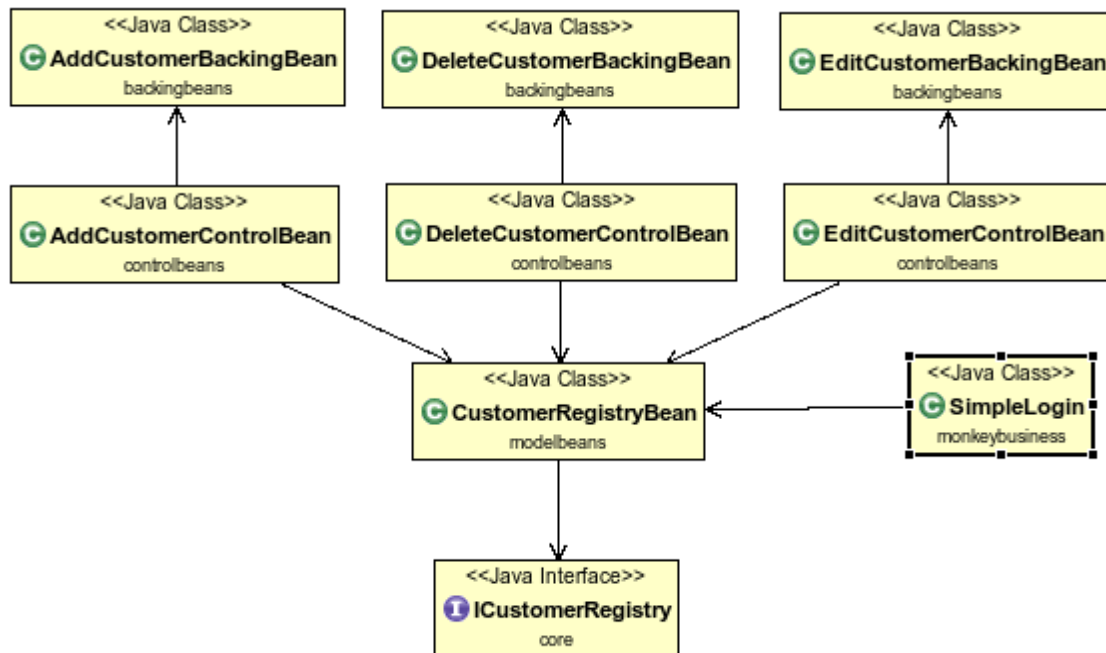 <<Java Class>>
AddCustomerBackingBean
backingbeans
<<Java Class>>
DeleteCustomerBackingBean
backingbeans
<<Java Class>>
EditCustomerBackingBean
backingbeans
<<Java Class>>
AddCustomerControlBean
controlbeans
<<Java Class>>
DeleteCustomerControlBean
controlbeans
<<Java Class>>
EditCustomerControlBean
controlbeans
<<Java Class>>
CustomerRegistryBean
modelbeans
<<Java Class>>
SimpleLogin
monkeybusiness
<<Java Interface>>
ICustomerRegistry
core